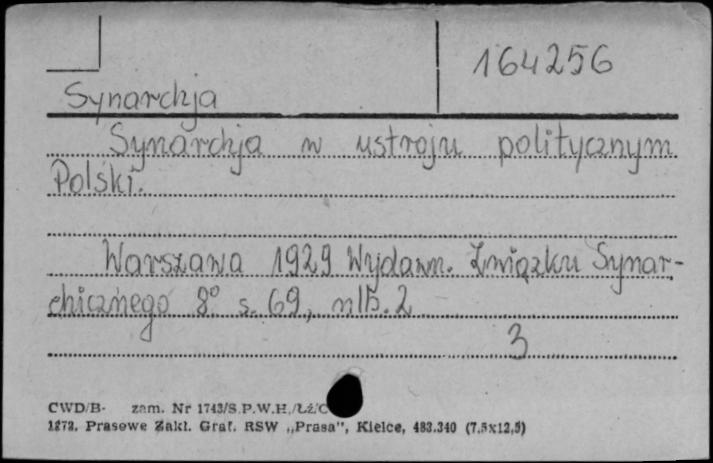 164256
Synarchja
Synarchja w ustroju politycznym
Polski.
Warszawa 1929 Wydawn. Związku Synar-
chicznego 8° s. 69, nlb. 2
3
CWD/B- zam. Nr 1743/S.P.W.H./Łź/C
1272. Prasowe Zakł. Graf. RSW „Prasa", Kielce, 483.340 (7,5x12,5)